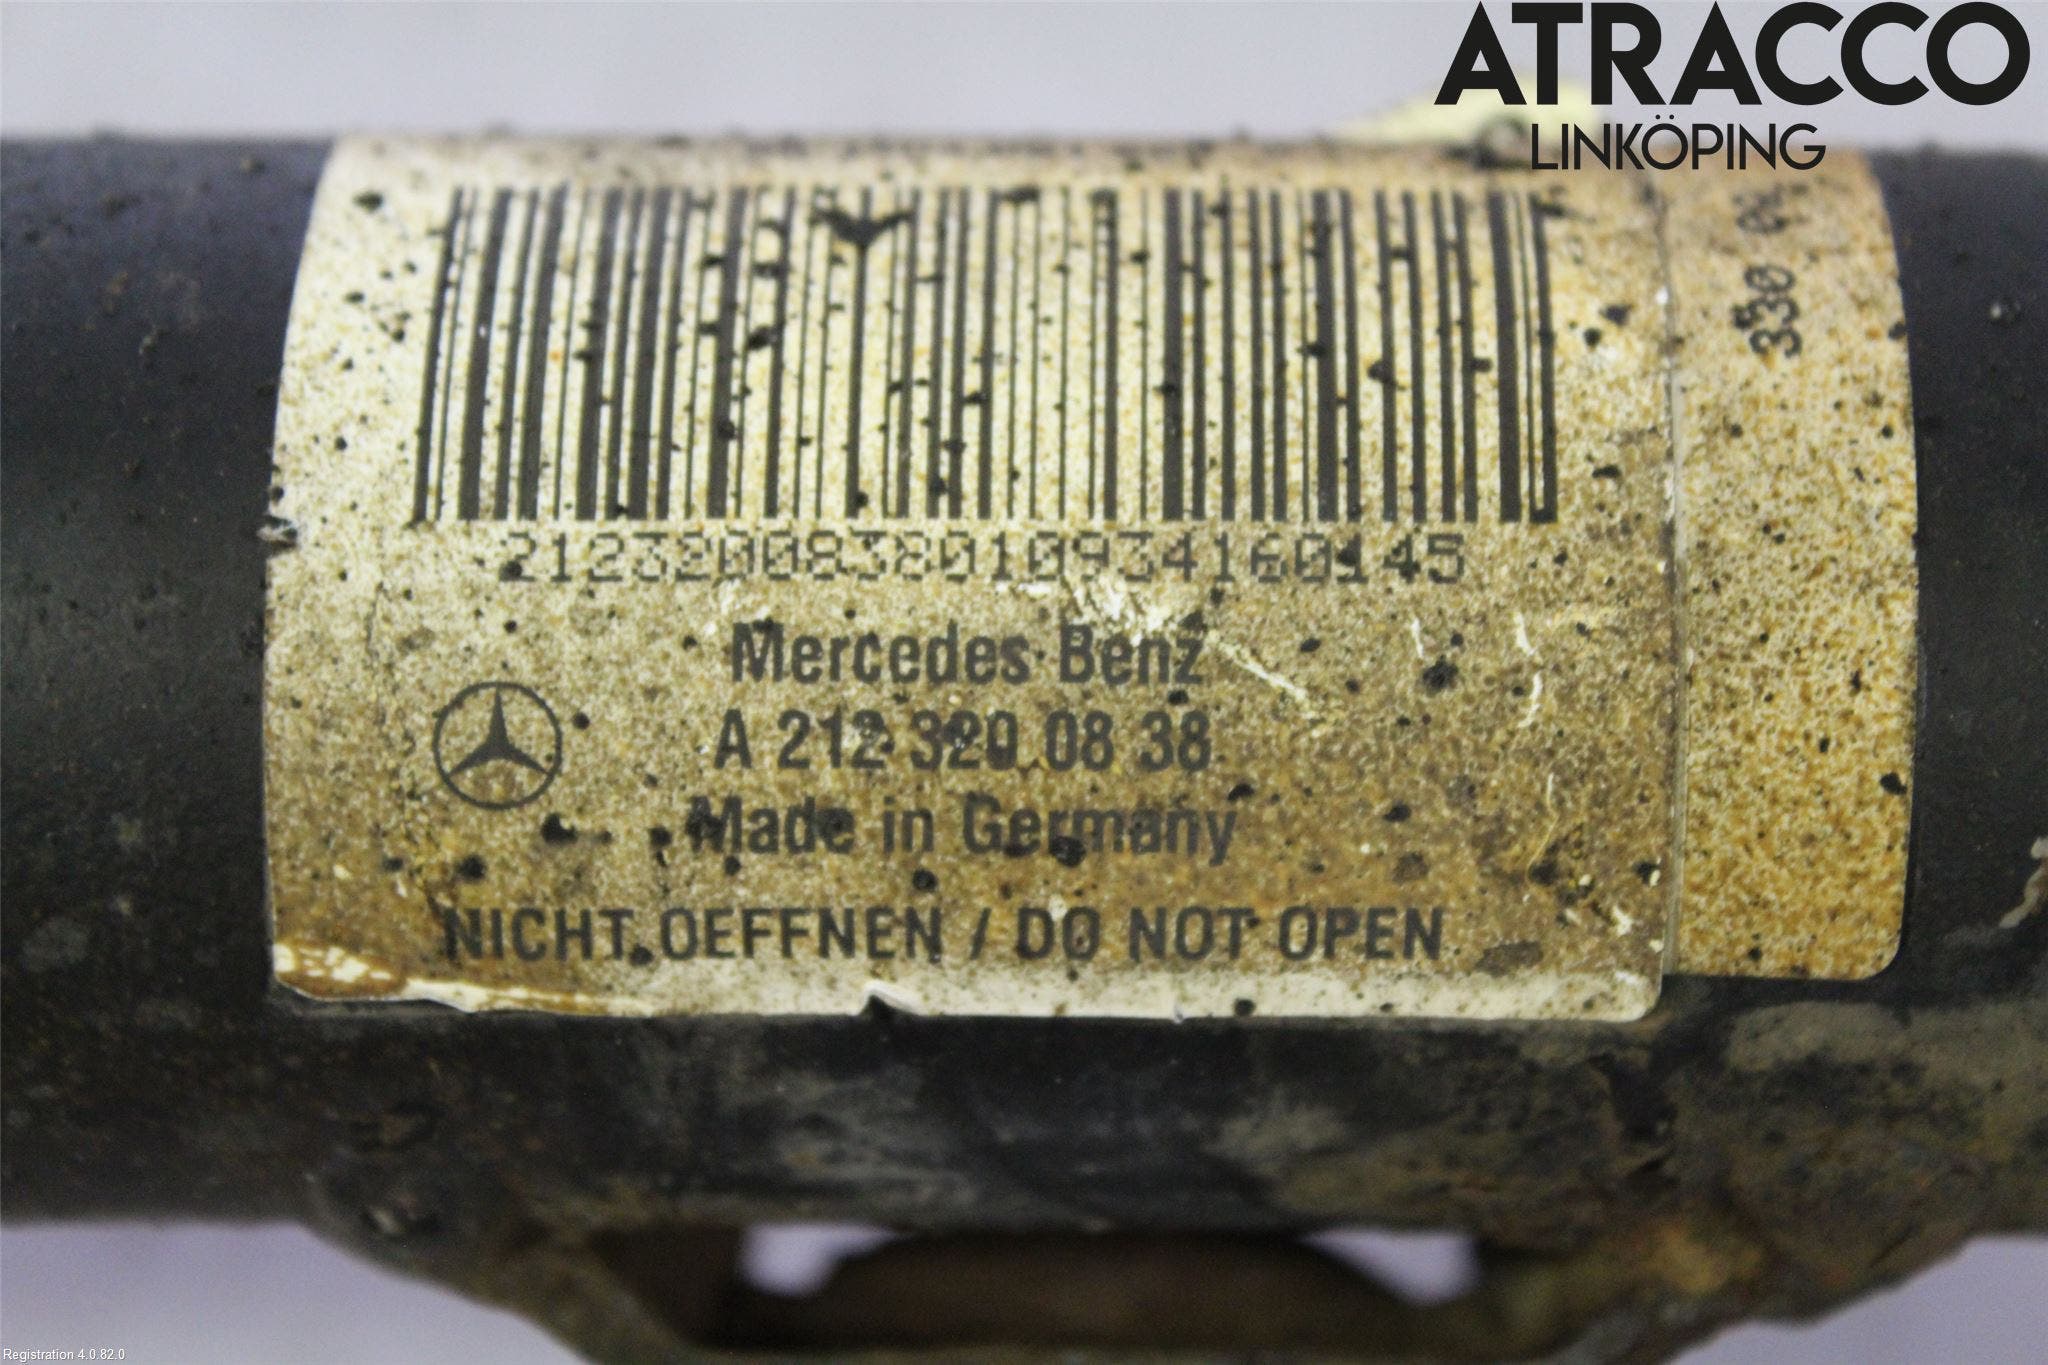 ATRACCO
LINKÖPING
330
2123200838010934160145
Mercedes Benz
A 212 320 08 38
Made in Germany
NICHT OEFFNEN / DO NOT OPEN
Registration 4.0.82.0